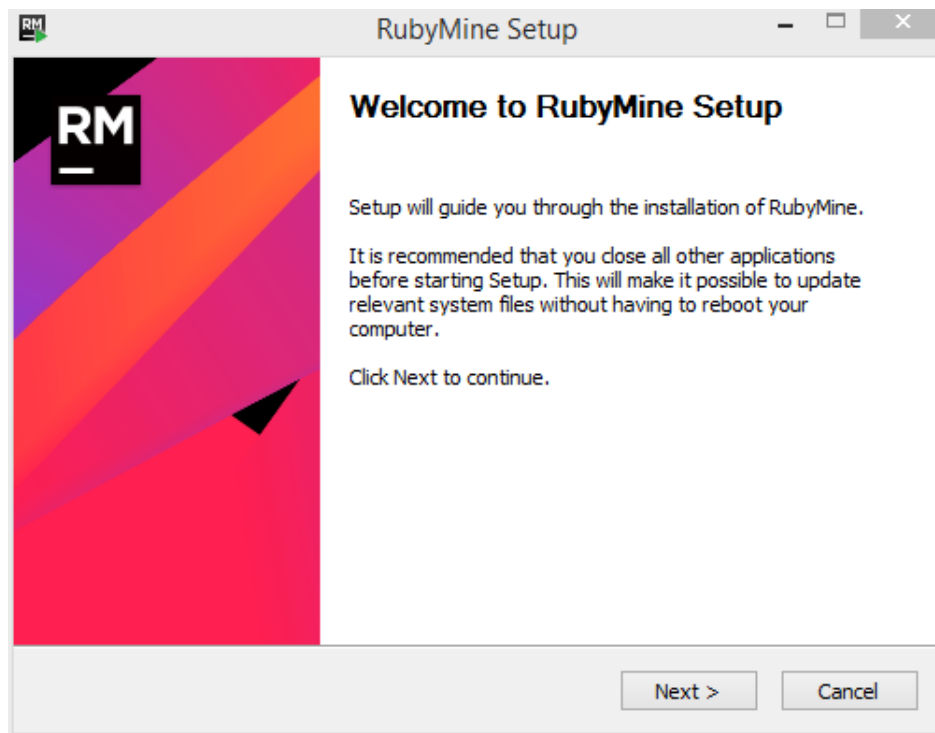 RM
RubyMine Setup
RM
Welcome to RubyMine Setup
Setup will guide you through the installation of RubyMine.
It is recommended that you close all other applications
before starting Setup. This will make it possible to update
relevant system files without having to reboot your
computer.
Click Next to continue.
Next >
Cancel